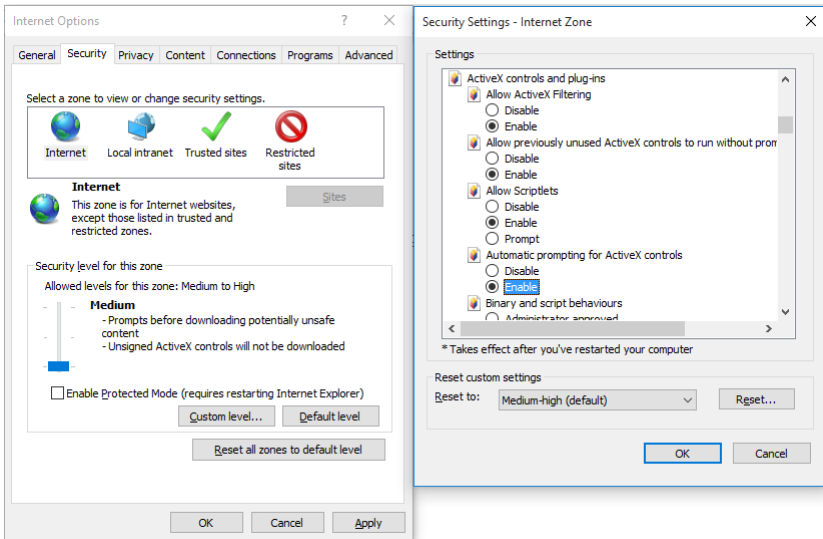 Internet Options
?
General Security Privacy Content Connections Programs Advanced
Select a zone to view or change security settings.
Internet
Local intranet
Trusted sites
Restricted
sites
Internet
This zone is for Internet websites,
except those listed in trusted and
restricted zones.
Sites
Security level for this zone
Allowed levels for this zone: Medium to High
Medium
- Prompts before downloading potentially unsafe
content
- Unsigned ActiveX controls will not be downloaded
Enable Protected Mode (requires restarting Internet Explorer)
Custom level...
Default level
Reset all zones to default level
OK
Cancel
Apply
Security Settings - Internet Zone
Settings
ActiveX controls and plug-ins
Allow ActiveX Filtering
Disable
Enable
Allow previously unused ActiveX controls to run without prom
Disable
Enable
Allow Scriptlets
Disable
Enable
Prompt
Automatic prompting for ActiveX controls
Disable
Enable
Binary and script behaviours
Administrator approved
*Takes effect after you've restarted your computer
Reset custom settings
Reset to:
Medium-high (default)
Reset...
OK
Cancel